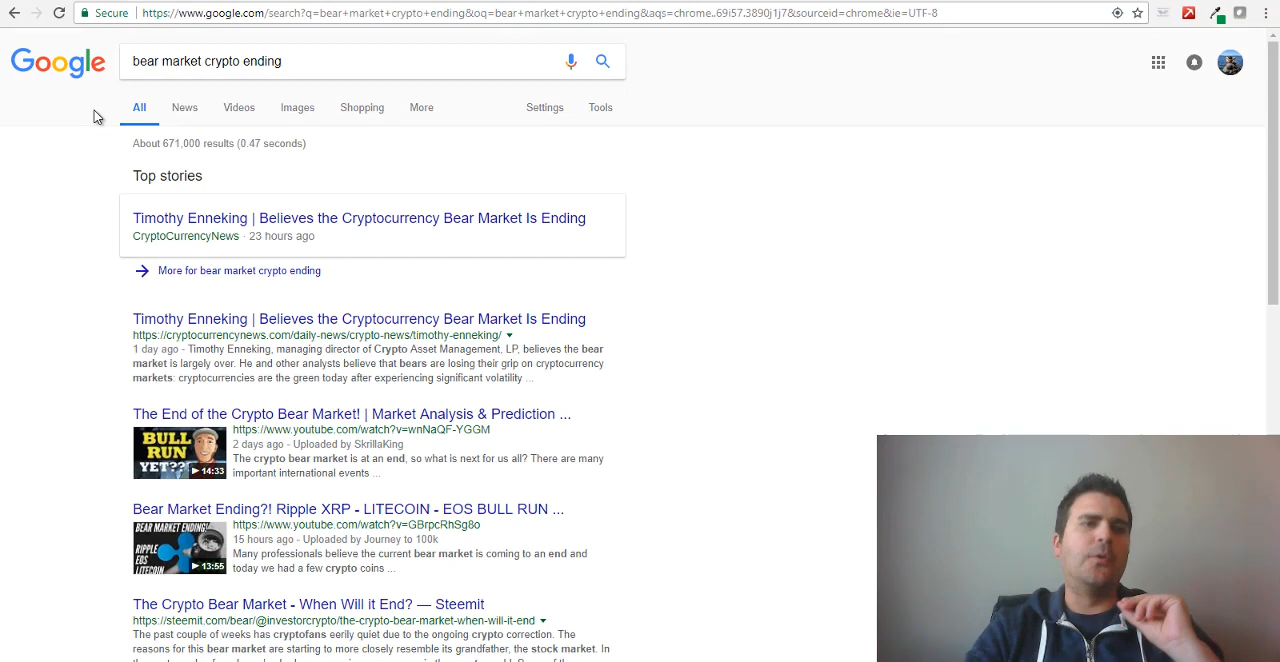 Secure https://www.google.com/search?q=bear+market+crypto+ending&oq=bear+market+crypto+ending&aqs=chrome..69i57.3890j1j7&sourceid=chrome&ie=UTF-8
Google bear market crypto ending
All News Videos Images Shopping More Settings Tools
About 671,000 results (0.47 seconds)
Top stories
Timothy Enneking | Believes the Cryptocurrency Bear Market Is Ending
CryptoCurrencyNews · 23 hours ago
More for bear market crypto ending
Timothy Enneking | Believes the Cryptocurrency Bear Market Is Ending
https://cryptocurrencynews.com/daily-news/crypto-news/timothy-enneking/
1 day ago - Timothy Enneking, managing director of Crypto Asset Management, LP, believes the bear
market is largely over. He and other analysts believe that bears are losing their grip on cryptocurrency
markets: cryptocurrencies are the green today after experiencing significant volatility ...
The End of the Crypto Bear Market! | Market Analysis & Prediction ...
https://www.youtube.com/watch?v=wnNaQF-YGGM
2 days ago - Uploaded by SkrillaKing
The crypto bear market is at an end, so what is next for us all? There are many
important international events ...
BULL
RUN
YET??
14:33
Bear Market Ending?! Ripple XRP - LITECOIN - EOS BULL RUN ...
https://www.youtube.com/watch?v=GBrpcRhSg8o
15 hours ago - Uploaded by Journey to 100k
Many professionals believe the current bear market is coming to an end and
today we had a few crypto coins ...
BEAR MARKET ENDING?!
RIPPLE
EOS
LITECOIN
13:55
The Crypto Bear Market - When Will it End? — Steemit
https://steemit.com/bear/@investorcrypto/the-crypto-bear-market-when-will-it-end
The past couple of weeks has cryptofans eerily quiet due to the ongoing crypto correction. The
reasons for this bear market are starting to more closely resemble its grandfather, the stock market. In